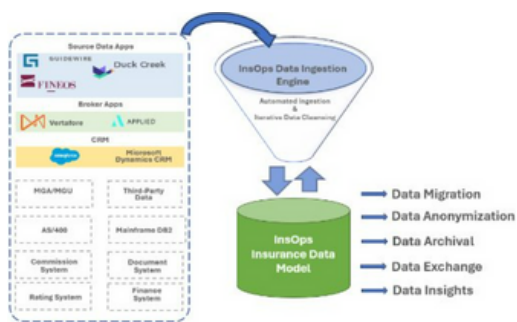 Source Data Apps
GUIDEWIRE
Duck Creek
FINEOS
Broker Apps
Vertafore
APPLIED
CRM
salesforce
Microsoft
Dynamics CRM
MGA/MGU
Third-Party
Data
AS/400
Mainframe DB2
Commission
System
Document
System
Rating System
Finance
System
InsOps Data Ingestion
Engine
Automated Ingestion
&
Iterative Data Cleansing
InsOps
Insurance Data
Model
Data Migration
Data Anonymization
Data Archival
Data Exchange
Data Insights